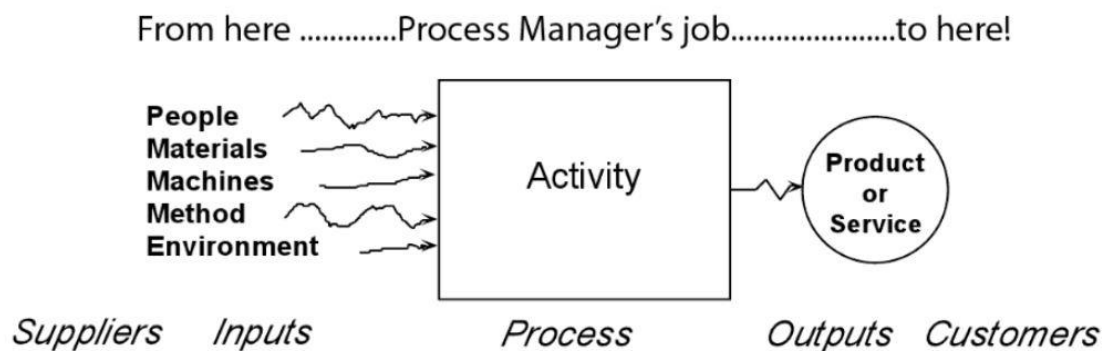 From here .............Process Manager's job......................to here!
People
Materials
Machines
Method
Environment
Activity
Product
or
Service
Suppliers Inputs Process Outputs Customers